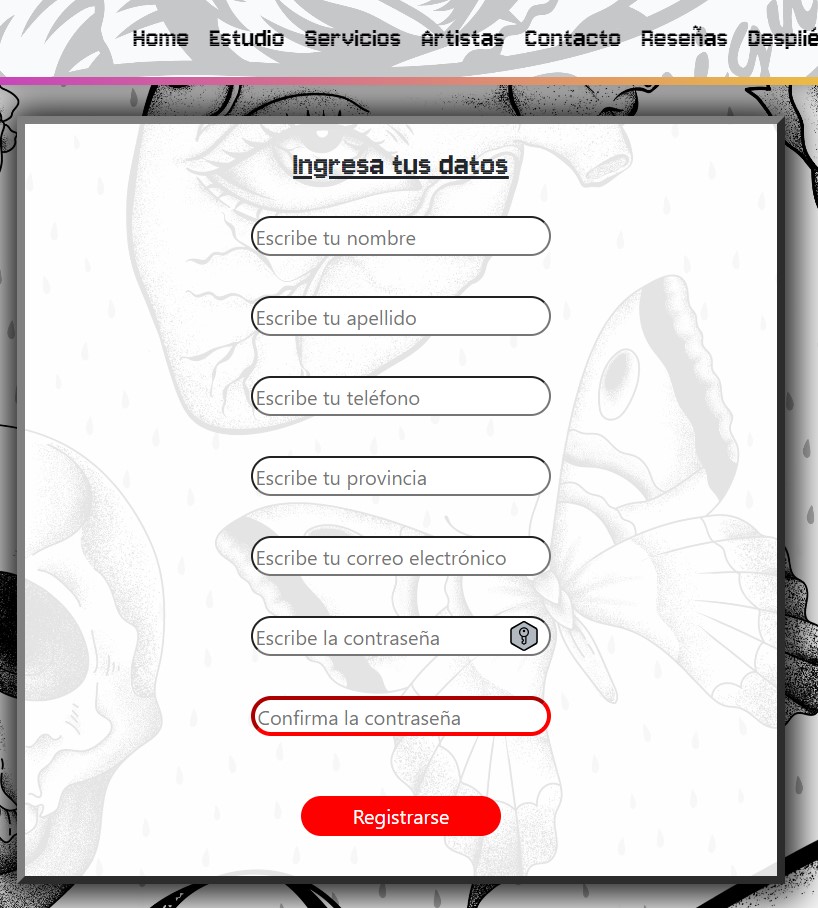 Home Estudio Servicios Artistas Contacto Reseñas Desplié
Ingresa tus datos
Escribe tu nombre
Escribe tu apellido
Escribe tu teléfono
Escribe tu provincia
Escribe tu correo electrónico
Escribe la contraseña
Confirma la contraseña
Registrarse